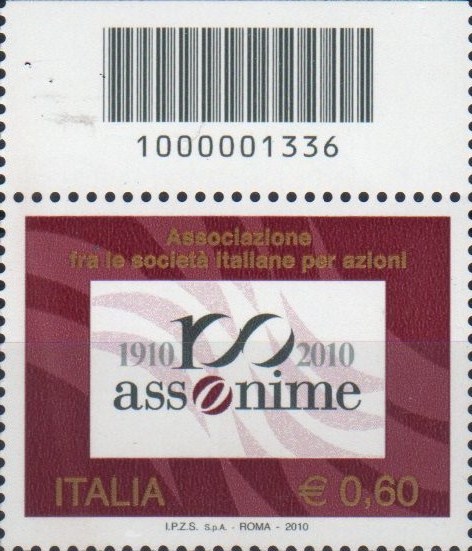 1000001336
Associazione
fra le società italiane per azioni
1910 100 2010
assonime
ITALIA € 0,60
I.P.Z.S. S.p.A. - ROMA - 2010